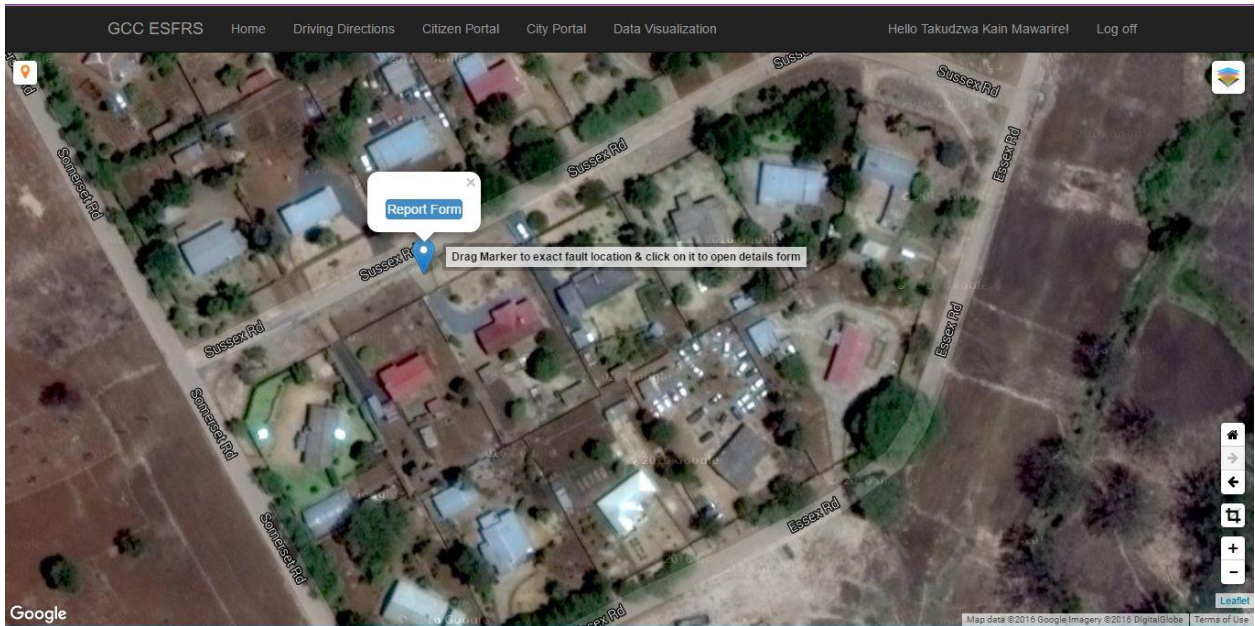 GCC ESFRS Home Driving Directions Citizen Portal City Portal Data Visualization Hello Takudzwa Kain Mawarire! Log off
Sussex Rd
Sussex Rd
Essex Rd
Somerset Rd
Sussex Rd
×
Report Form
Sussex Rd
Drag Marker to exact fault location & click on it to open details form
Sussex Rd
Essex Rd
Somerset Rd
Essex Rd
Somerset Rd
Essex Rd
+
−
Leaflet
Google
Map data ©2016 Google Imagery ©2016 DigitalGlobe Terms of Use